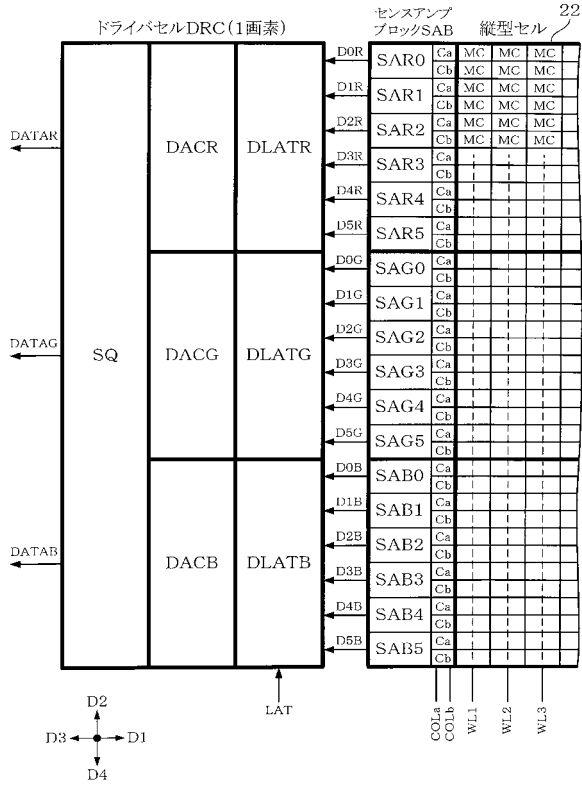 ドライバセルDRC(1画素)
センスアンプ
ブロックSAB
縦型セル
22
D0R SAR0 Ca MC MC MC
Cb MC MC MC
D1R SAR1 Ca MC MC MC
Cb MC MC MC
D2R SAR2 Ca MC MC MC
Cb MC MC MC
DATAR
DACR DLATR
D3R SAR3 Ca
Cb
D4R SAR4 Ca
Cb
D5R SAR5 Ca
Cb
D0G SAG0 Ca
Cb
D1G SAG1 Ca
Cb
D2G SAG2 Ca
Cb
DATAG
SQ DACG DLATG
D3G SAG3 Ca
Cb
D4G SAG4 Ca
Cb
D5G SAG5 Ca
Cb
D0B SAB0 Ca
Cb
D1B SAB1 Ca
Cb
D2B SAB2 Ca
Cb
DATAB
DACB DLATB
D3B SAB3 Ca
Cb
D4B SAB4 Ca
Cb
D5B SAB5 Ca
Cb
LAT
COLa
COLb
WL1
WL2
WL3
D2
D3 D1
D4